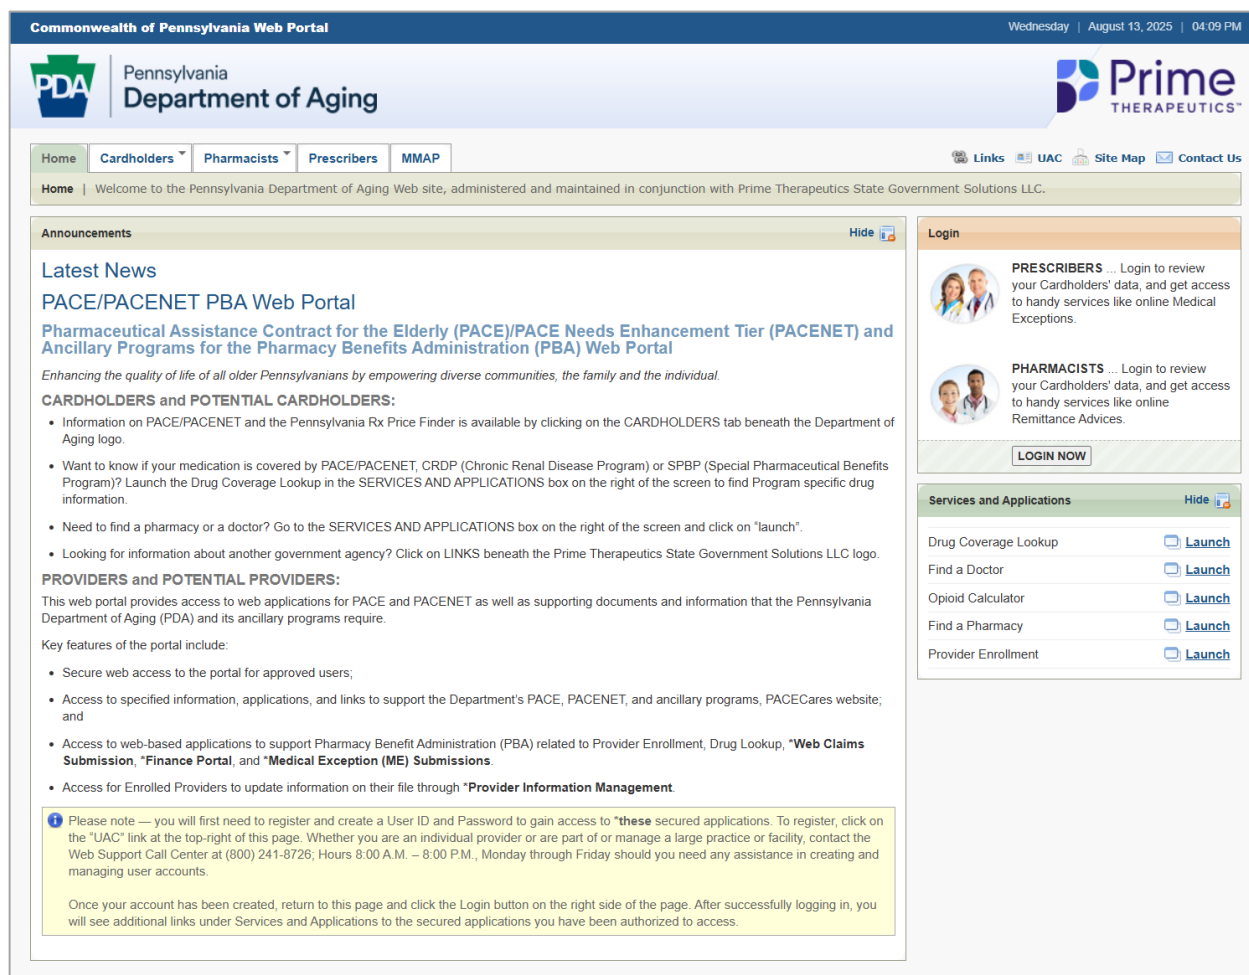 Commonwealth of Pennsylvania Web Portal
Wednesday | August 13, 2025 | 04:09 PM
PDA
Pennsylvania
Department of Aging
Prime
THERAPEUTICS™
Home
Cardholders
Pharmacists
Prescribers
MMAP
Links
UAC
Site Map
Contact Us
Home | Welcome to the Pennsylvania Department of Aging Web site, administered and maintained in conjunction with Prime Therapeutics State Government Solutions LLC.
Announcements
Hide
Latest News
PACE/PACENET PBA Web Portal
Pharmaceutical Assistance Contract for the Elderly (PACE)/PACE Needs Enhancement Tier (PACENET) and
Ancillary Programs for the Pharmacy Benefits Administration (PBA) Web Portal
Enhancing the quality of life of all older Pennsylvanians by empowering diverse communities, the family and the individual.
CARDHOLDERS and POTENTIAL CARDHOLDERS:
• Information on PACE/PACENET and the Pennsylvania Rx Price Finder is available by clicking on the CARDHOLDERS tab beneath the Department of
Aging logo.
• Want to know if your medication is covered by PACE/PACENET, CRDP (Chronic Renal Disease Program) or SPBP (Special Pharmaceutical Benefits
Program)? Launch the Drug Coverage Lookup in the SERVICES AND APPLICATIONS box on the right of the screen to find Program specific drug
information.
• Need to find a pharmacy or a doctor? Go to the SERVICES AND APPLICATIONS box on the right of the screen and click on “launch”.
• Looking for information about another government agency? Click on LINKS beneath the Prime Therapeutics State Government Solutions LLC logo.
PROVIDERS and POTENTIAL PROVIDERS:
This web portal provides access to web applications for PACE and PACENET as well as supporting documents and information that the Pennsylvania
Department of Aging (PDA) and its ancillary programs require.
Key features of the portal include:
• Secure web access to the portal for approved users;
• Access to specified information, applications, and links to support the Department’s PACE, PACENET, and ancillary programs, PACECares website;
and
• Access to web-based applications to support Pharmacy Benefit Administration (PBA) related to Provider Enrollment, Drug Lookup, *Web Claims
Submission, *Finance Portal, and *Medical Exception (ME) Submissions.
• Access for Enrolled Providers to update information on their file through *Provider Information Management.
Please note — you will first need to register and create a User ID and Password to gain access to *these secured applications. To register, click on
the “UAC” link at the top-right of this page. Whether you are an individual provider or are part of or manage a large practice or facility, contact the
Web Support Call Center at (800) 241-8726; Hours 8:00 A.M. – 8:00 P.M., Monday through Friday should you need any assistance in creating and
managing user accounts.
Once your account has been created, return to this page and click the Login button on the right side of the page. After successfully logging in, you
will see additional links under Services and Applications to the secured applications you have been authorized to access.
Login
PRESCRIBERS ... Login to review
your Cardholders' data, and get access
to handy services like online Medical
Exceptions.
PHARMACISTS ... Login to review
your Cardholders' data, and get access
to handy services like online
Remittance Advices.
LOGIN NOW
Services and Applications
Hide
Drug Coverage Lookup Launch
Find a Doctor Launch
Opioid Calculator Launch
Find a Pharmacy Launch
Provider Enrollment Launch